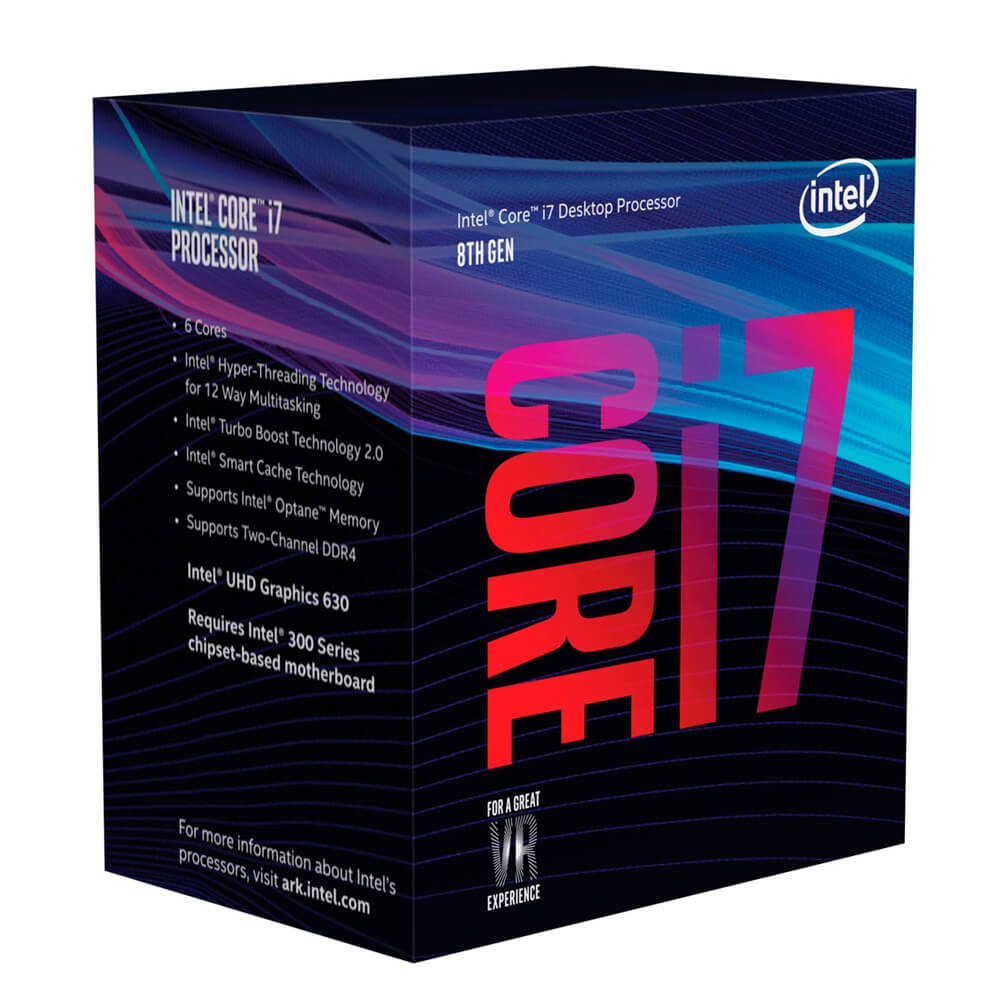 INTEL® CORE™ i7
PROCESSOR
• 6 Cores
• Intel® Hyper-Threading Technology
for 12 Way Multitasking
• Intel® Turbo Boost Technology 2.0
• Intel® Smart Cache Technology
• Supports Intel® Optane™ Memory
• Supports Two-Channel DDR4
Intel® UHD Graphics 630
Requires Intel® 300 Series
chipset-based motherboard
For more information about Intel's
processors, visit ark.intel.com
Intel® Core™ i7 Desktop Processor
8TH GEN
intel®
CORE i7
FOR A GREAT
VR
EXPERIENCE